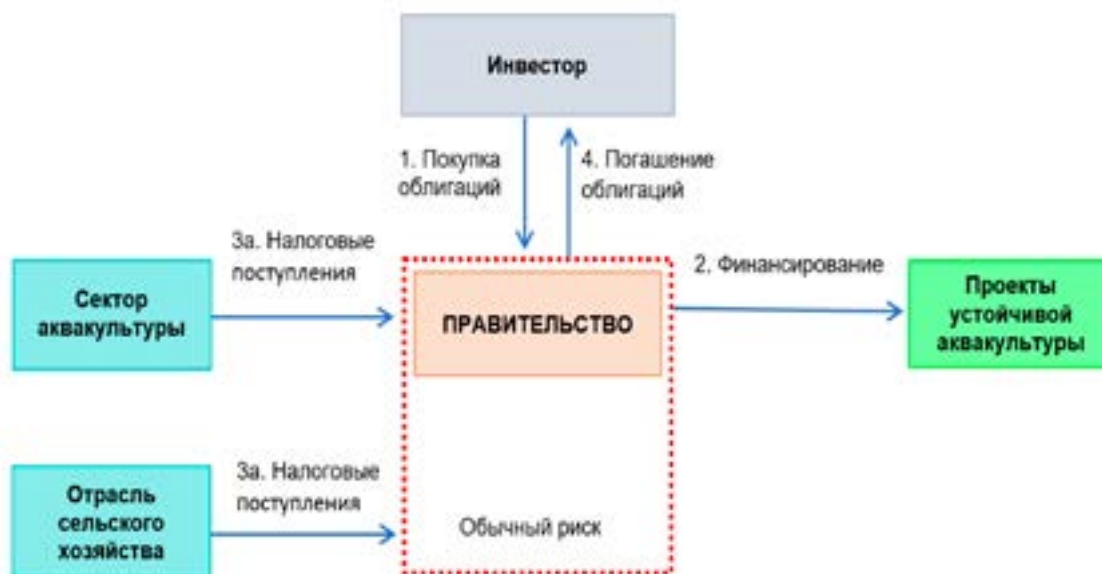 Инвестор
1. Покупка
облигаций
4. Погашение
облигаций
3а. Налоговые
поступления
2. Финансирование
Сектор
аквакультуры
ПРАВИТЕЛЬСТВО
Проекты
устойчивой
аквакультуры
3а. Налоговые
поступления
Отрасль
сельского
хозяйства
Обычный риск